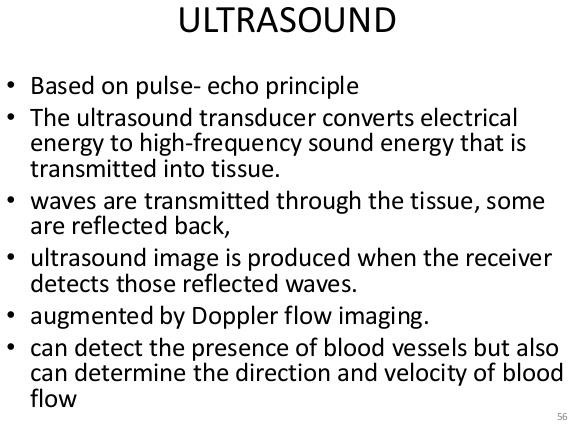 ULTRASOUND
• Based on pulse- echo principle
• The ultrasound transducer converts electrical
energy to high-frequency sound energy that is
transmitted into tissue.
• waves are transmitted through the tissue, some
are reflected back,
• ultrasound image is produced when the receiver
detects those reflected waves.
• augmented by Doppler flow imaging.
• can detect the presence of blood vessels but also
can determine the direction and velocity of blood
flow
56